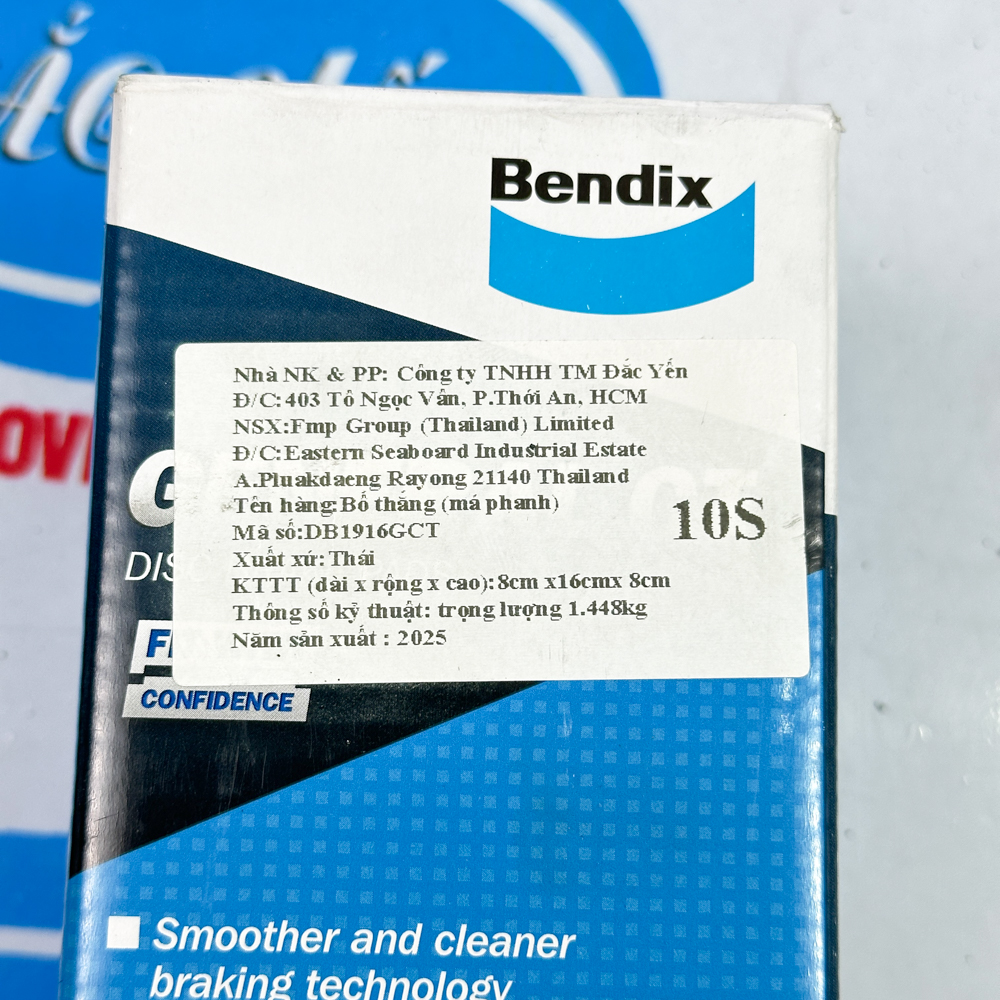 Bendix
Nhà NK & PP: Công ty TNHH TM Đắc Yến
Đ/C: 403 Tô Ngọc Vân, P.Thới An, HCM
NSX:Fmp Group (Thailand) Limited
Đ/C:Eastern Seaboard Industrial Estate
A.Pluakdaeng Rayong 21140 Thailand
Tên hàng:Bố thắng (má phanh)
10S
Mã số:DB1916GCT
Xuất xứ: Thái
KTTT (dài x rộng x cao): 8cm x16cmx 8cm
Thông số kỹ thuật: trọng lượng 1.448kg
Năm sản xuất : 2025
CONFIDENCE
Smoother and cleaner
braking technology